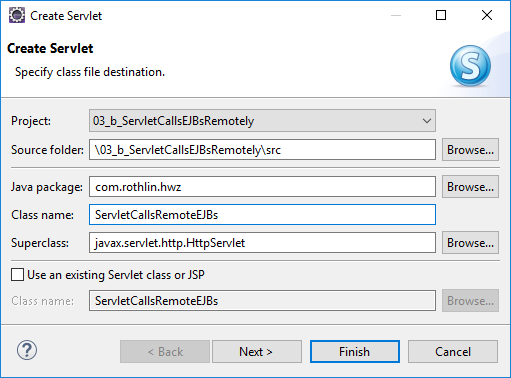 Create Servlet
Create Servlet
Specify class file destination.
S
Project: 03_b_ServletCallsEJBsRemotely
Source folder: \03_b_ServletCallsEJBsRemotely\src Browse...
Java package: com.rothlin.hwz Browse...
Class name: ServletCallsRemoteEJBs
Superclass: javax.servlet.http.HttpServlet Browse...
Use an existing Servlet class or JSP
Class name: ServletCallsRemoteEJBs Browse...
? < Back Next > Finish Cancel